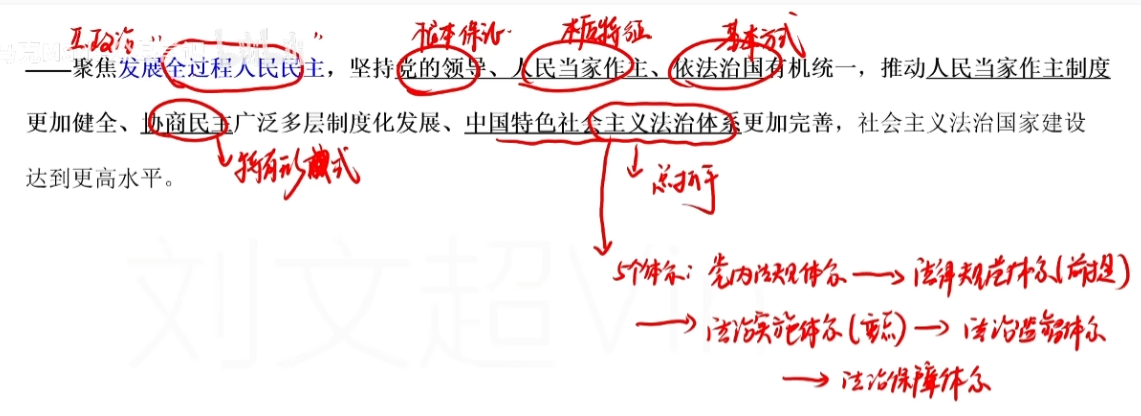 根本保证 本质特征 基本方式
——聚焦发展全过程人民民主，坚持党的领导、人民当家作主、依法治国有机统一，推动人民当家作主制度
更加健全、协商民主广泛多层制度化发展、中国特色社会主义法治体系更加完善，社会主义法治国家建设
达到更高水平。
特有形式
总抓手
5个体系：党内法规体系→法律规范体系(前提)
→法治实施体系(重点)→法治监督体系
→法治保障体系
刘文超VIP